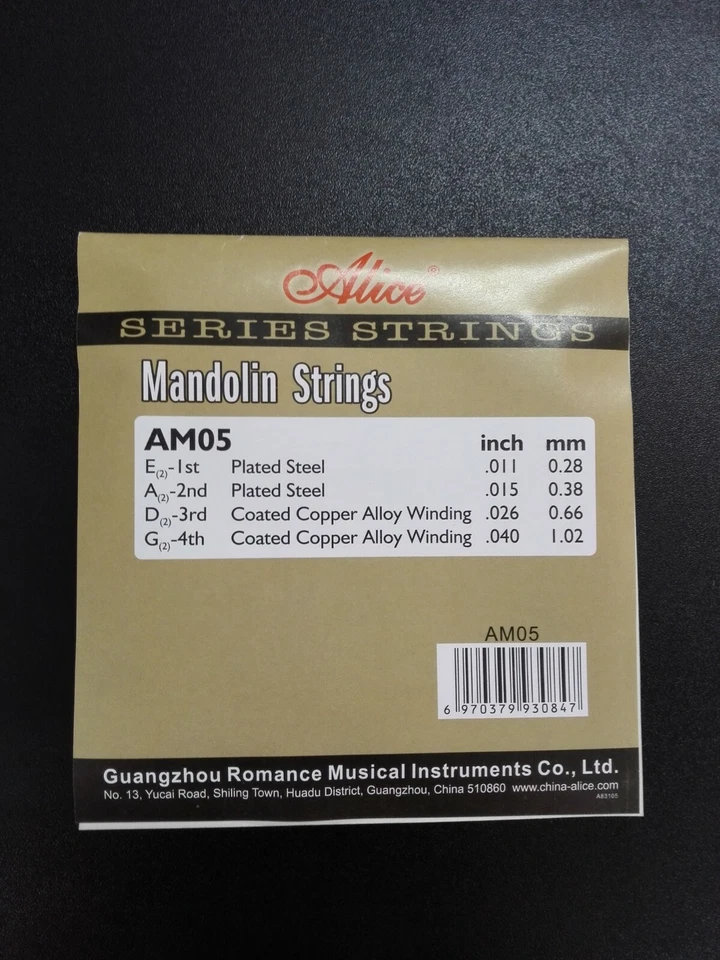 Alice®
SERIES STRINGS
Mandolin Strings
AM05 inch mm
E(2)-1st Plated Steel .011 0.28
A(2)-2nd Plated Steel .015 0.38
D(2)-3rd Coated Copper Alloy Winding .026 0.66
G(2)-4th Coated Copper Alloy Winding .040 1.02
AM05
6 970379 930847
Guangzhou Romance Musical Instruments Co., Ltd.
No. 13, Yucai Road, Shiling Town, Huadu District, Guangzhou, China 510860 www.china-alice.com
A83105